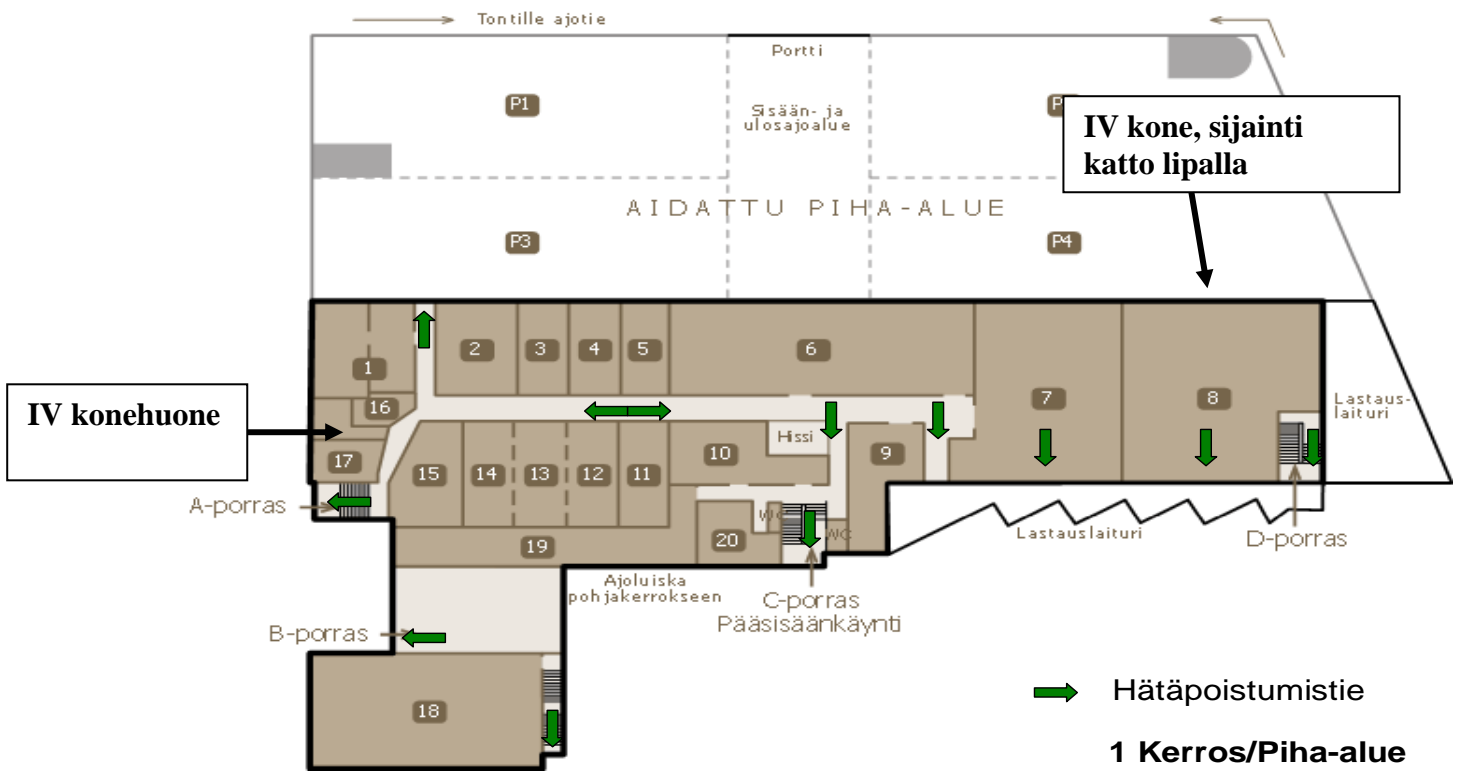 Tontille ajotie
Portti
P1
Sisään- ja
ulosajoalue
IV kone, sijainti
katto lipalla
AIDATTU PIHA-ALUE
P3
P4
1
2
3
4
5
6
7
8
16
IV konehuone
Lastaus-
laituri
Hissi
9
10
17
15
14
13
12
11
A-porras
WC
20
19
Lastauslaituri
D-porras
Ajoluiska
pohjakerrokseen
C-porras
Pääsisäänkäynti
B-porras
18
Hätäpoistumistie
1 Kerros/Piha-alue